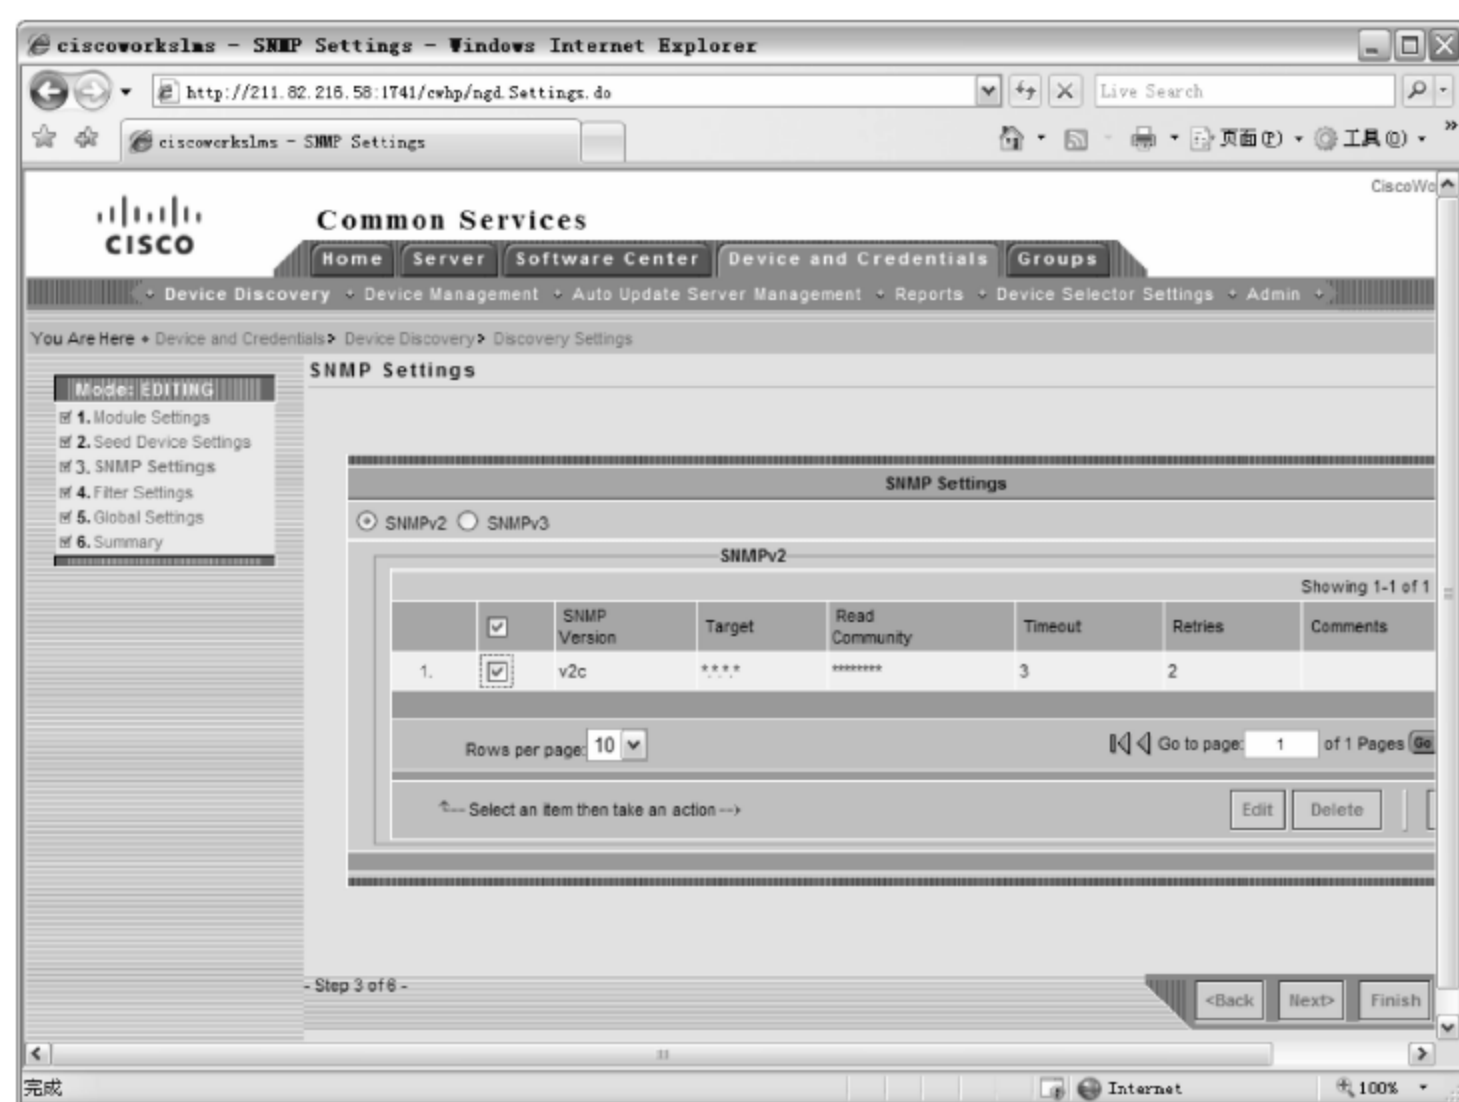 ciscoworkslms - SNMP Settings - Windows Internet Explorer
http://211.82.216.58:1741/cwhp/ngd.Settings.do
Live Search
ciscoworkslms - SNMP Settings
页面(P)
工具(O)
»
CiscoWo
CISCO
Common Services
Home Server Software Center Device and Credentials Groups
Device Discovery Device Management Auto Update Server Management Reports Device Selector Settings Admin
You Are Here Device and Credentials> Device Discovery> Discovery Settings
SNMP Settings
Mode: EDITING
1. Module Settings
2. Seed Device Settings
3. SNMP Settings
4. Filter Settings
5. Global Settings
6. Summary
SNMP Settings
SNMPv2 SNMPv3
SNMPv2
Showing 1-1 of 1
SNMP Version Target Read Community Timeout Retries Comments
1. v2c *.*.*.* ******** 3 2
Rows per page: 10
Go to page: 1 of 1 Pages Go
Select an item then take an action -->
Edit Delete
- Step 3 of 6 -
<Back Next> Finish
完成
Internet
100%